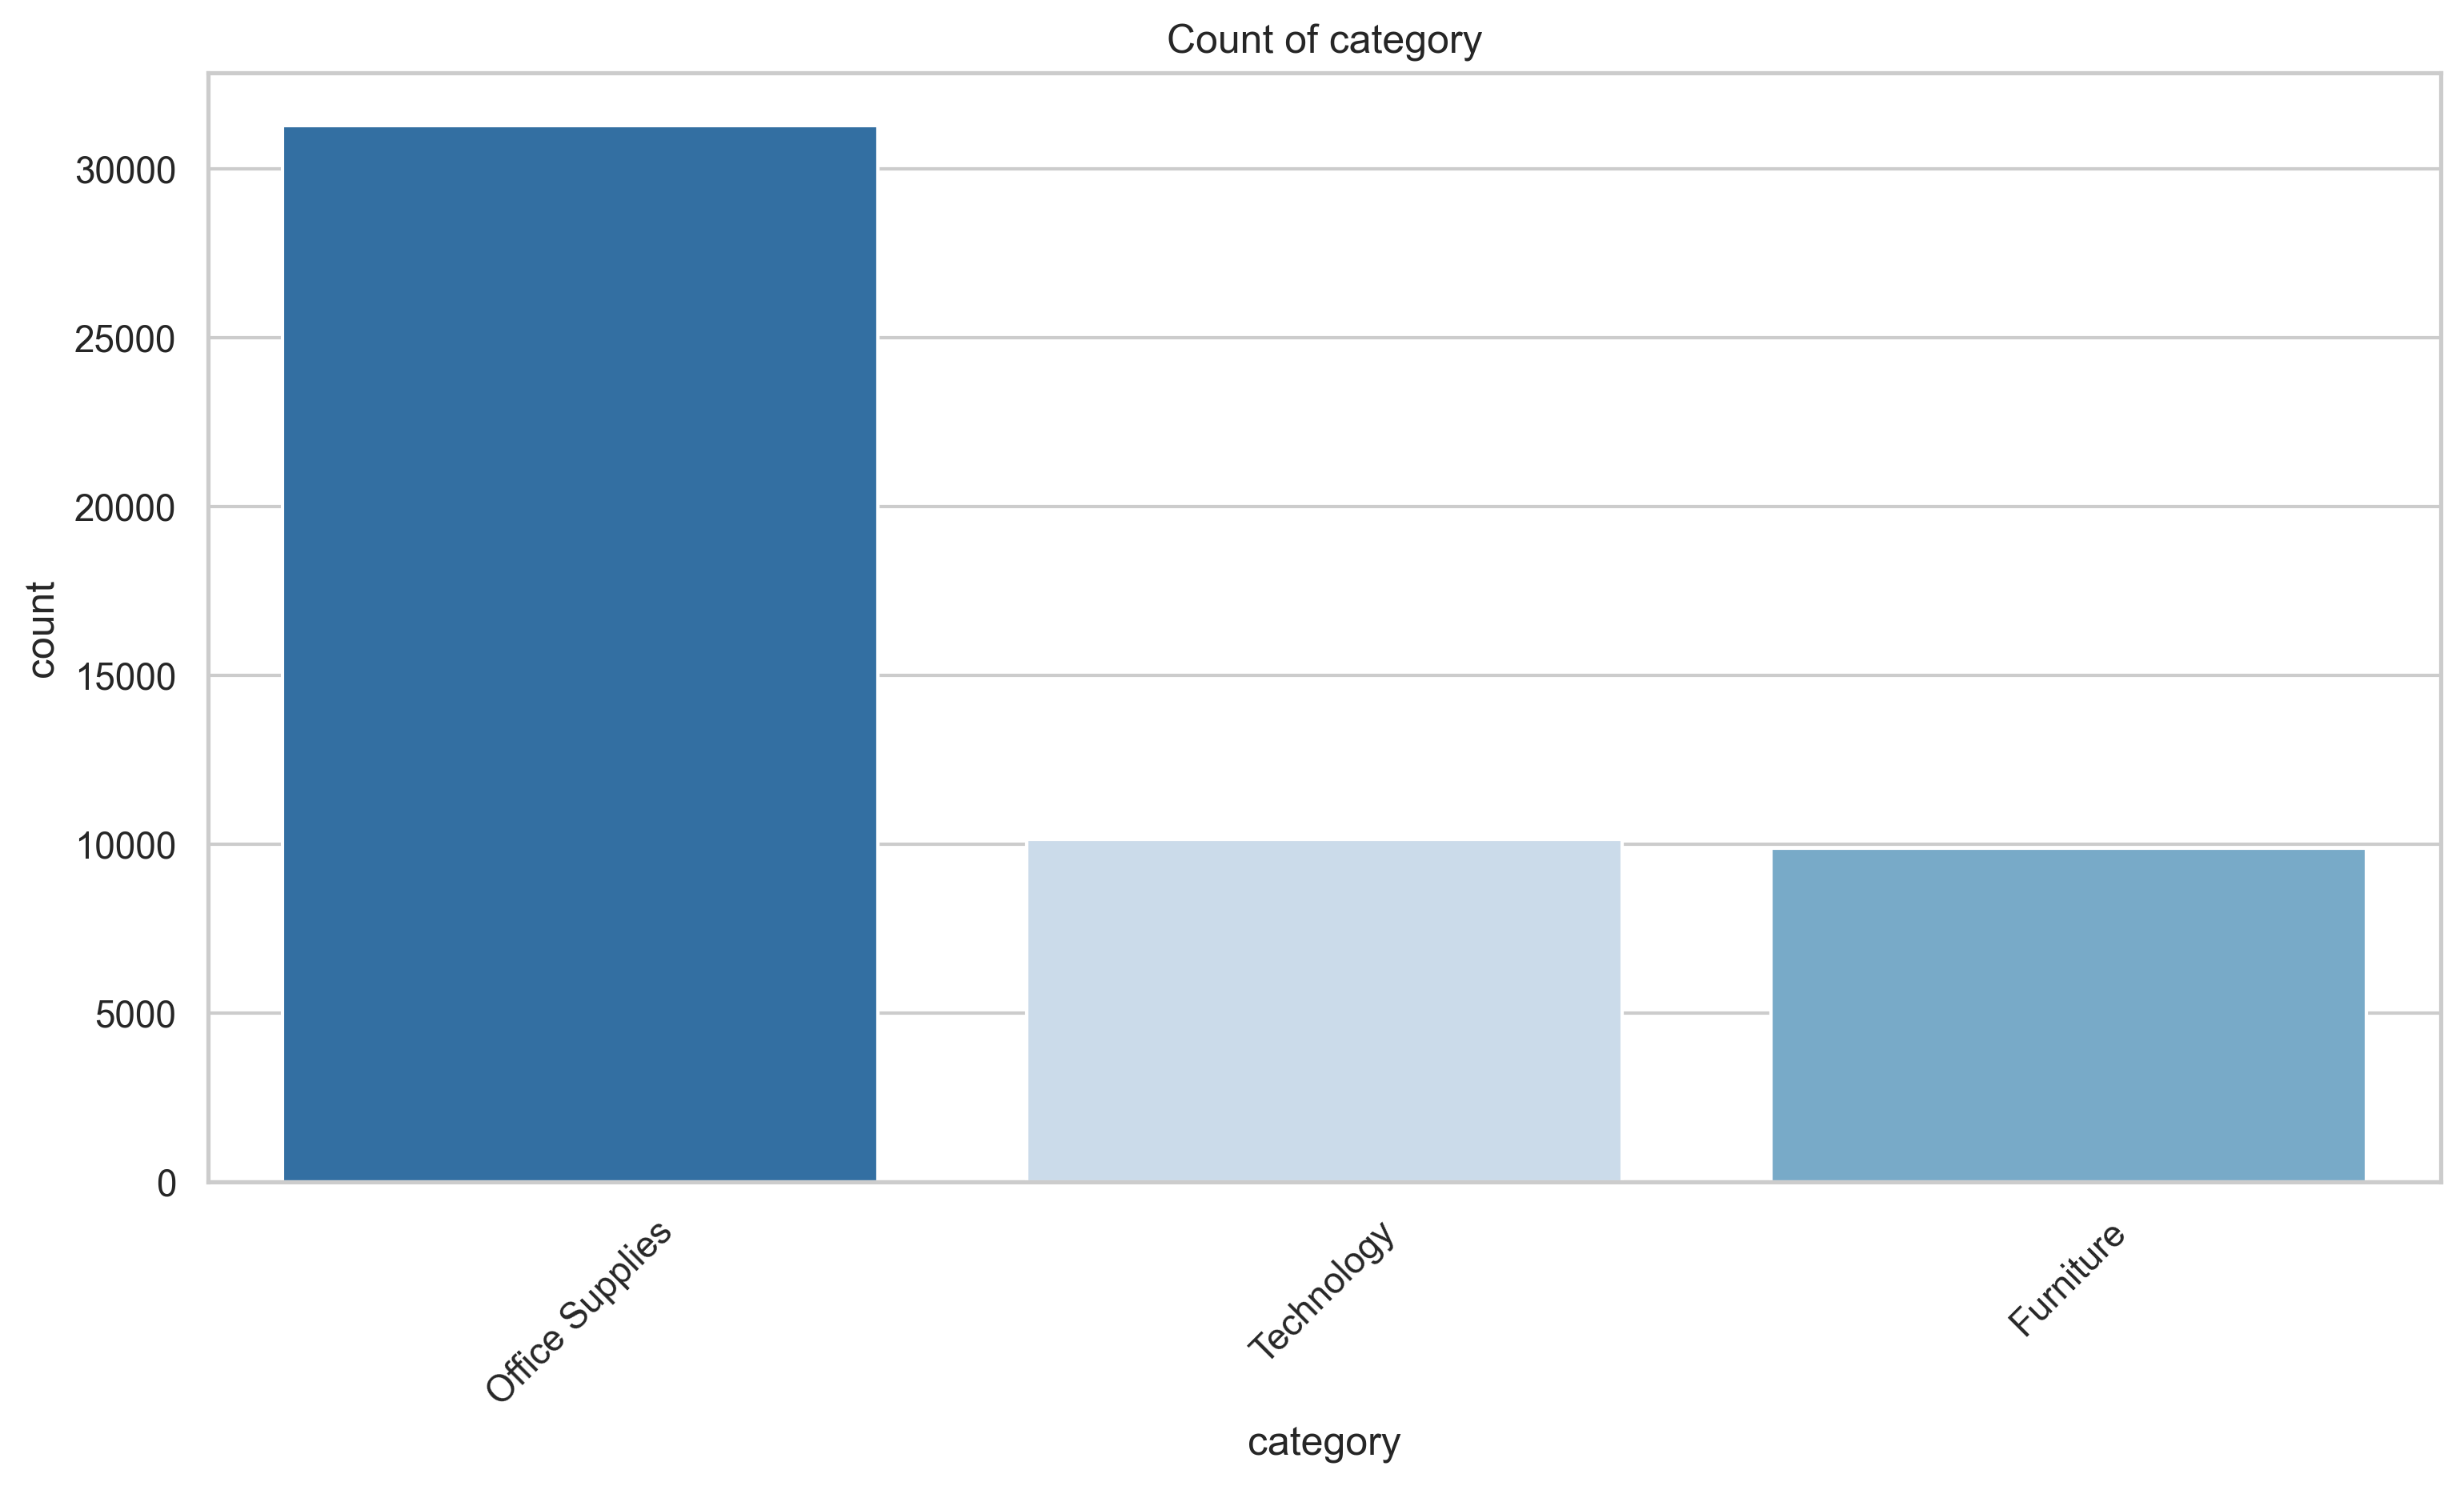 Count of category
30000
25000
20000
15000
10000
5000
0
count
Office Supplies
Technology
Furniture
category